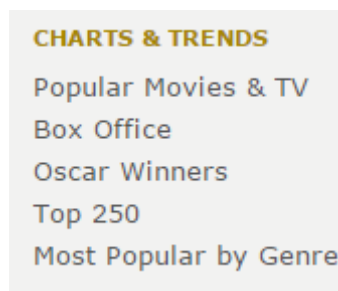 CHARTS & TRENDS
Popular Movies & TV
Box Office
Oscar Winners
Top 250
Most Popular by Genre